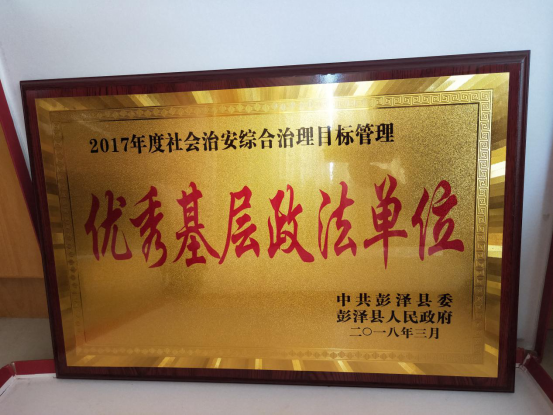 2017年度社会治安综合治理目标管理
优秀基层政法单位
中共彭泽县委
彭泽县人民政府
二〇一八年三月